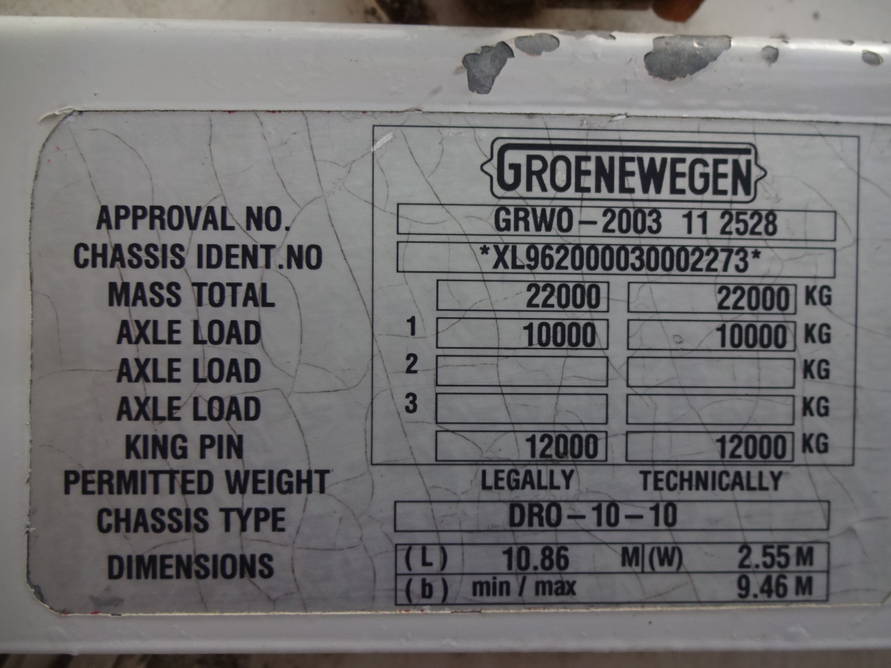 GROENEWEGEN
APPROVAL NO. GRWO-2003 11 2528
CHASSIS IDENT.NO *XL962000030002273*
MASS TOTAL 22000 22000 KG
AXLE LOAD 1 10000 10000 KG
AXLE LOAD 2 KG
AXLE LOAD 3 KG
KING PIN 12000 12000 KG
PERMITTED WEIGHT LEGALLY TECHNICALLY
CHASSIS TYPE DRO-10-10
DIMENSIONS (L) 10.86 M (W) 2.55 M
(b) min / max 9.46 M